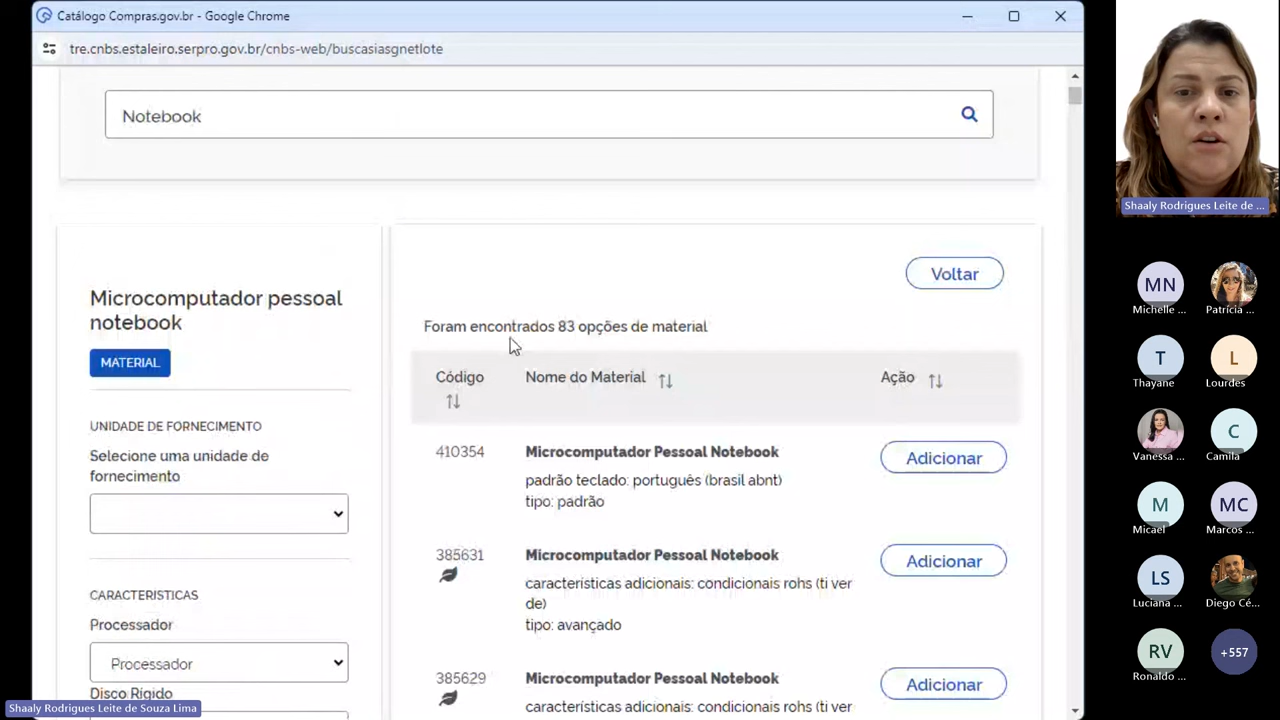 Catálogo Compras.gov.br - Google Chrome
tre.cnbs.estaleiro.serpro.gov.br/cnbs-web/buscasiasgnetlote
Notebook
Microcomputador pessoal
notebook
MATERIAL
UNIDADE DE FORNECIMENTO
Selecione uma unidade de
fornecimento
CARACTERISTICAS
Processador
Processador
Disco Rígido
Voltar
Foram encontrados 83 opções de material
Código
Nome do Material
Ação
410354
Microcomputador Pessoal Notebook
Adicionar
padrão teclado: português (brasil abnt)
tipo: padrão
385631
Microcomputador Pessoal Notebook
Adicionar
características adicionais: condicionais rohs (ti ver
de)
tipo: avançado
385629
Microcomputador Pessoal Notebook
Adicionar
características adicionais: condicionais rohs (ti ver
Shaaly Rodrigues Leite de Souza Lima
Shaaly Rodrigues Leite de ...
MN
Michelle ...
Patrícia ...
T
Thayane
L
Lourdes
Vanessa ...
C
Camila
M
Micael
MC
Marcos ...
LS
Luciana ...
Diego Cé...
RV
Ronaldo ...
+557